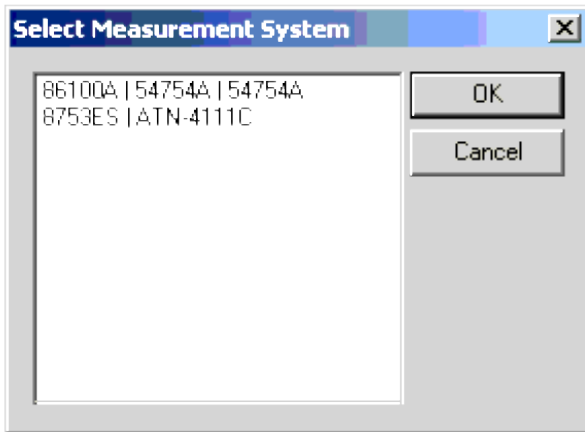 Select Measurement System
86100A | 54754A | 54754A
8753ES | ATN-4111C
OK
Cancel